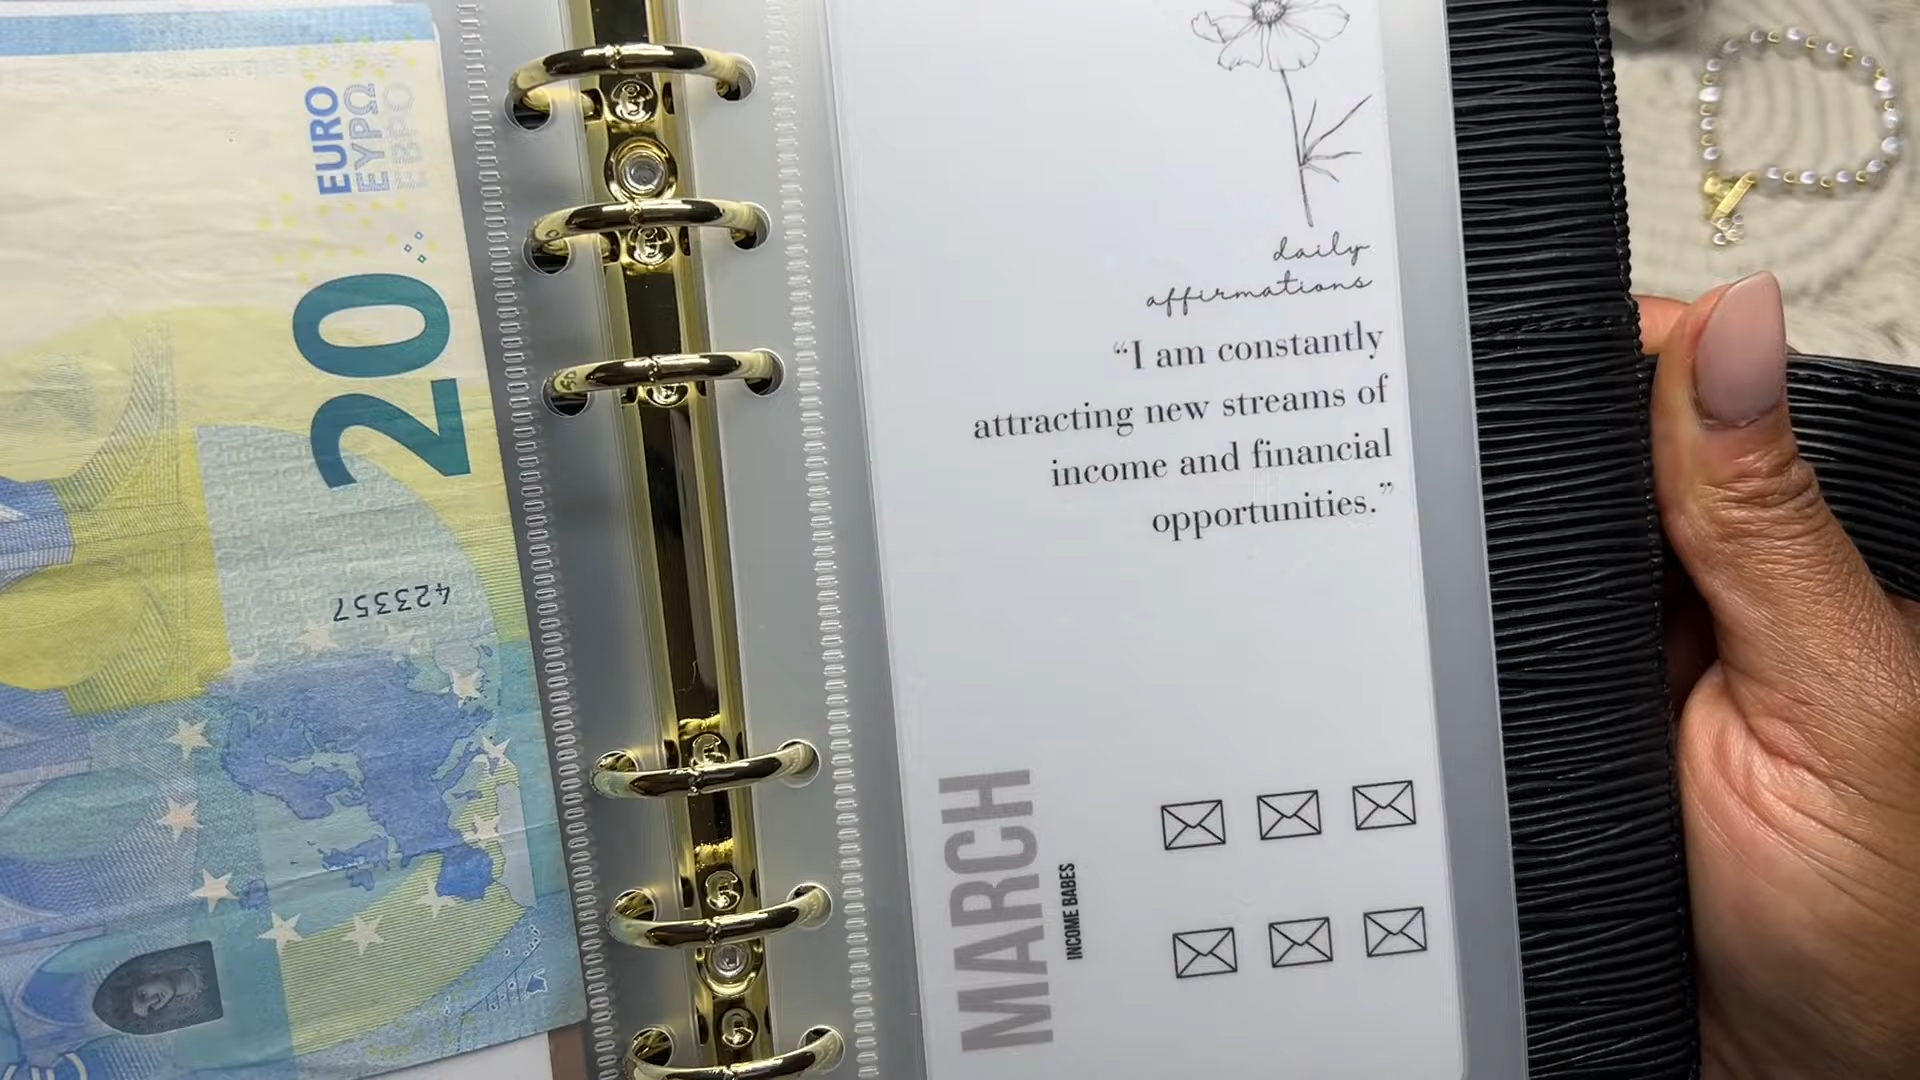 EURO
ΕΥΡΩ
ЕВРО
20
423357
daily
affirmations
“I am constantly
attracting new streams of
income and financial
opportunities.”
MARCH
INCOME BABES